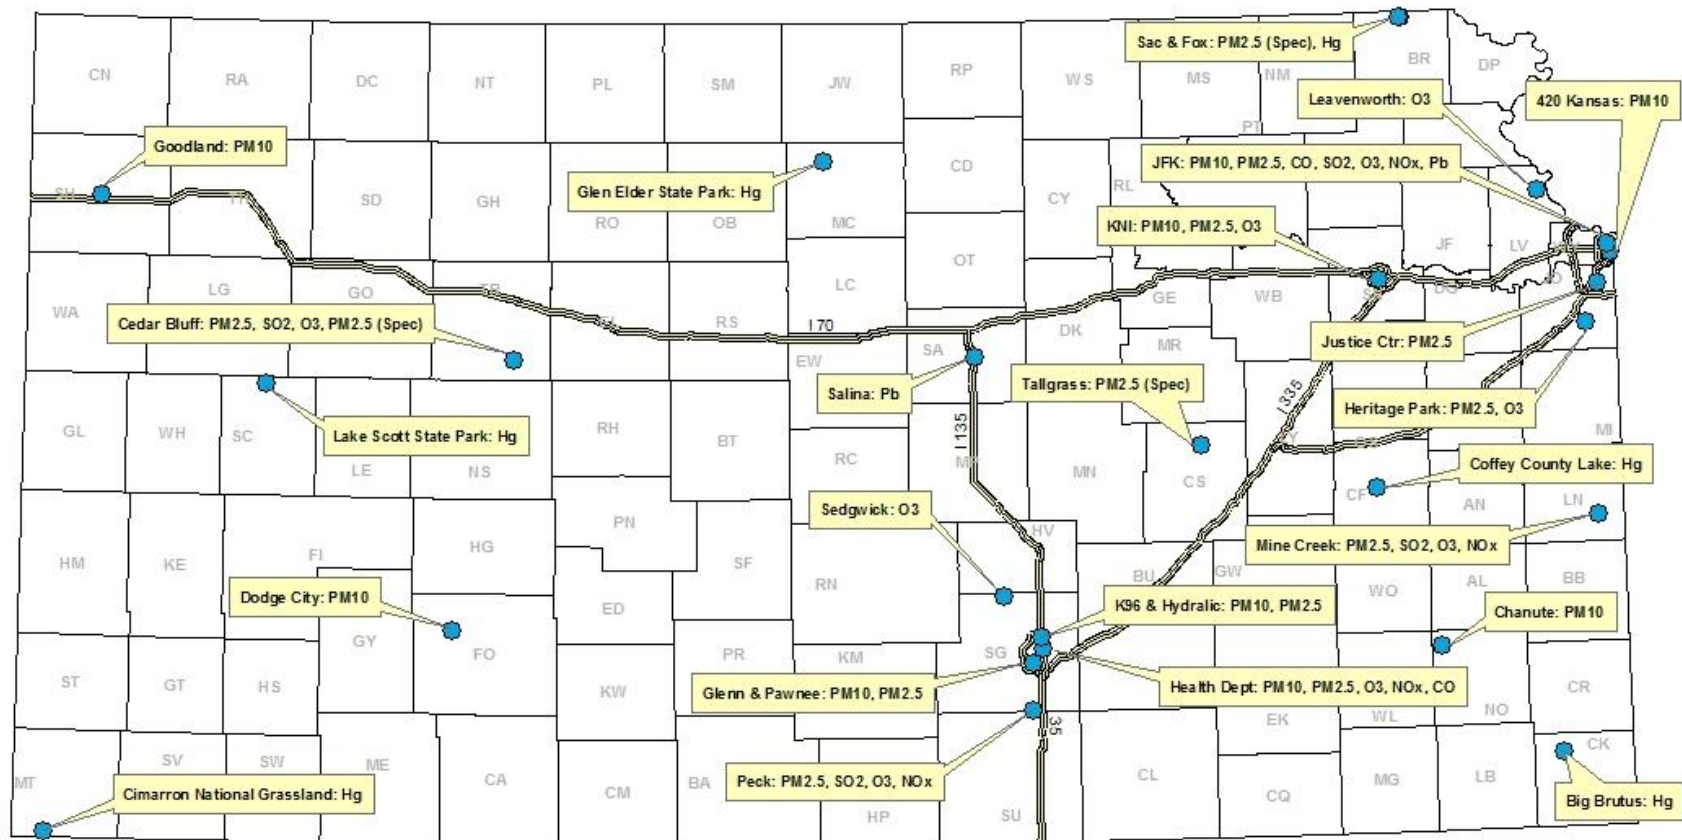 Sac & Fox: PM2.5 (Spec), Hg
RP
BR
DP
CN
RA
DC
NT
PL
SM
JW
WS
MS
NM
Leavenworth: O3
420 Kansas: PM10
PT
Goodland: PM10
JFK: PM10, PM2.5, CO, SO2, O3, NOx, Pb
CD
Glen Elder State Park: Hg
SH
SD
GH
RO
OB
MC
CY
RL
KNI: PM10, PM2.5, O3
JF
LV
OT
WA
LG
GO
TR
LC
GE
WB
SN
DG
JO
Cedar Bluff: PM2.5, SO2, O3, PM2.5 (Spec)
EL
RS
I 70
DK
MR
Justice Ctr: PM2.5
EW
SA
Salina: Pb
Tallgrass: PM2.5 (Spec)
I 335
Heritage Park: PM2.5, O3
GL
WH
SC
Lake Scott State Park: Hg
RH
BT
I 135
MI
LE
NS
RC
MP
MN
CS
Coffey County Lake: Hg
CF
AN
LN
Sedgwick: O3
PN
HV
HM
KE
FI
HG
SF
RN
BU
GW
Mine Creek: PM2.5, SO2, O3, NOx
AL
BB
WO
Dodge City: PM10
ED
K96 & Hydralic: PM10, PM2.5
Chanute: PM10
GY
FO
PR
KM
SG
ST
GT
HS
KW
Glenn & Pawnee: PM10, PM2.5
Health Dept: PM10, PM2.5, O3, NOx, CO
CR
EK
WL
NO
35
MT
SV
SW
ME
CA
CM
BA
Peck: PM2.5, SO2, O3, NOx
CL
MG
LB
CK
Cimarron National Grassland: Hg
HP
SU
CQ
Big Brutus: Hg